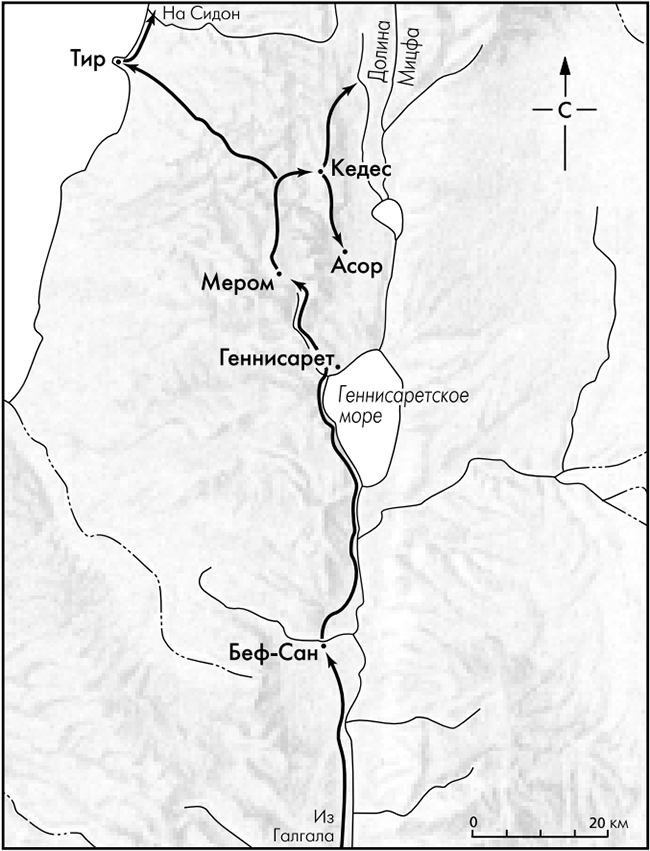 На Сидон
Тир
Долина
Мицфа
С
Кедес
Асор
Мером
Геннисарет
Геннисаретское
море
Беф-Сан
Из
Галгала
0 20 км